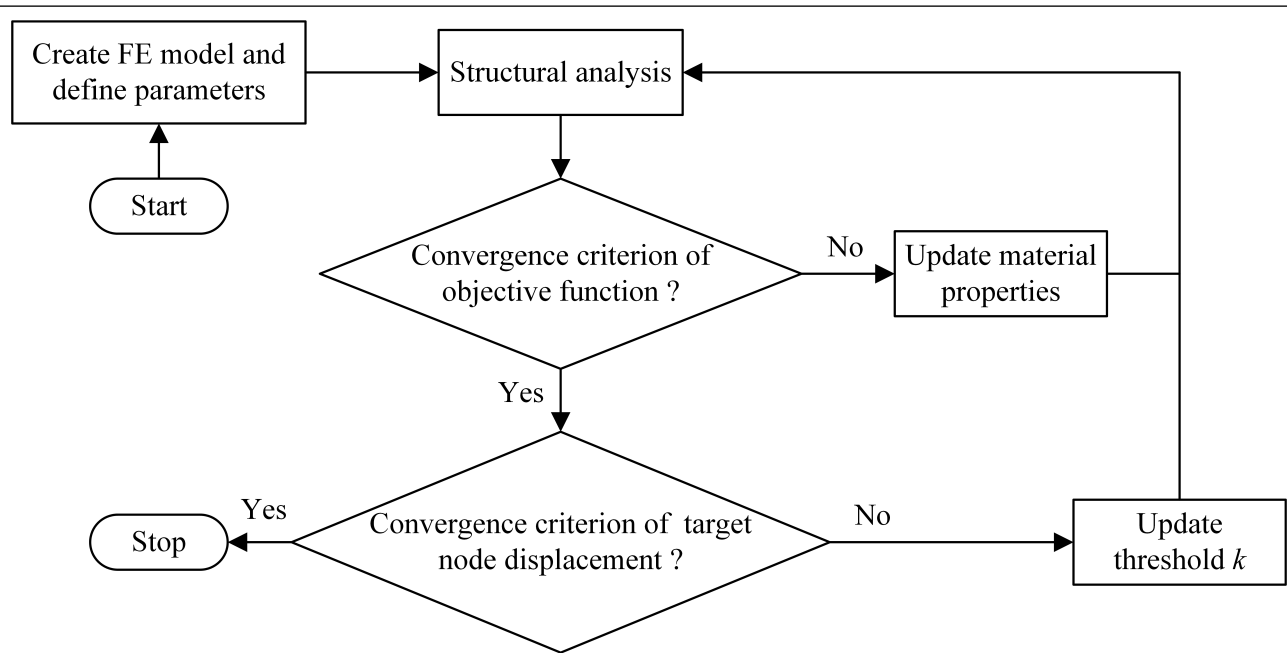 Create FE model and
define parameters
Structural analysis
Start
Convergence criterion of
objective function ?
No
Update material
properties
Yes
Convergence criterion of target
node displacement ?
Yes
Stop
No
Update
threshold k